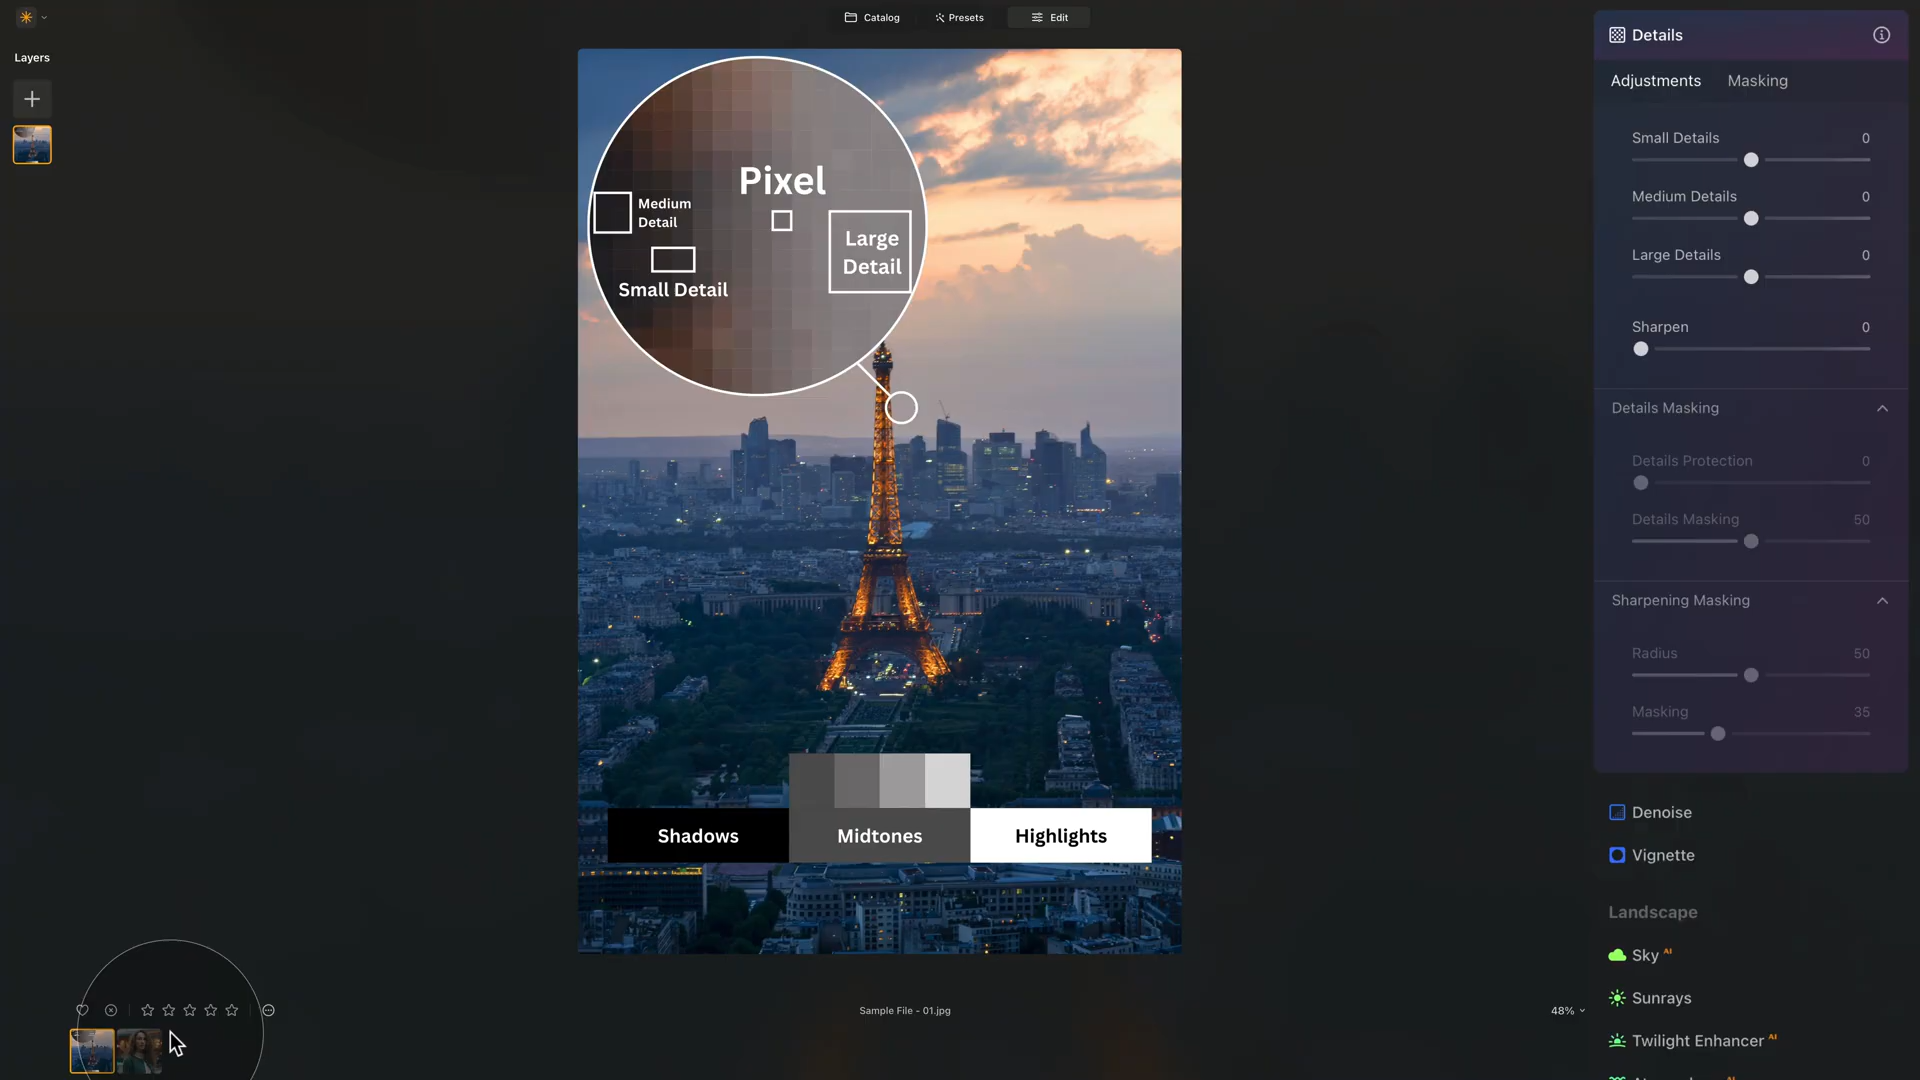 Catalog
Presets
Edit
Layers
Pixel
Medium
Detail
Large
Detail
Small Detail
Shadows
Midtones
Highlights
Sample File - 01.jpg
48%
Details
Adjustments
Masking
Small Details 0
Medium Details 0
Large Details 0
Sharpen 0
Details Masking
Details Protection 0
Details Masking 50
Sharpening Masking
Radius 50
Masking 35
Denoise
Vignette
Landscape
Sky AI
Sunrays
Twilight Enhancer AI